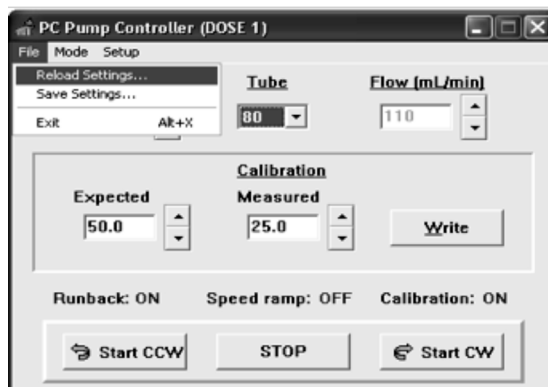 PC Pump Controller (DOSE 1)
File Mode Setup
Reload Settings...
Save Settings...
Exit Alt+X
Tube
80
Flow (mL/min)
110
Calibration
Expected
50.0
Measured
25.0
Write
Runback: ON Speed ramp: OFF Calibration: ON
Start CCW STOP Start CW